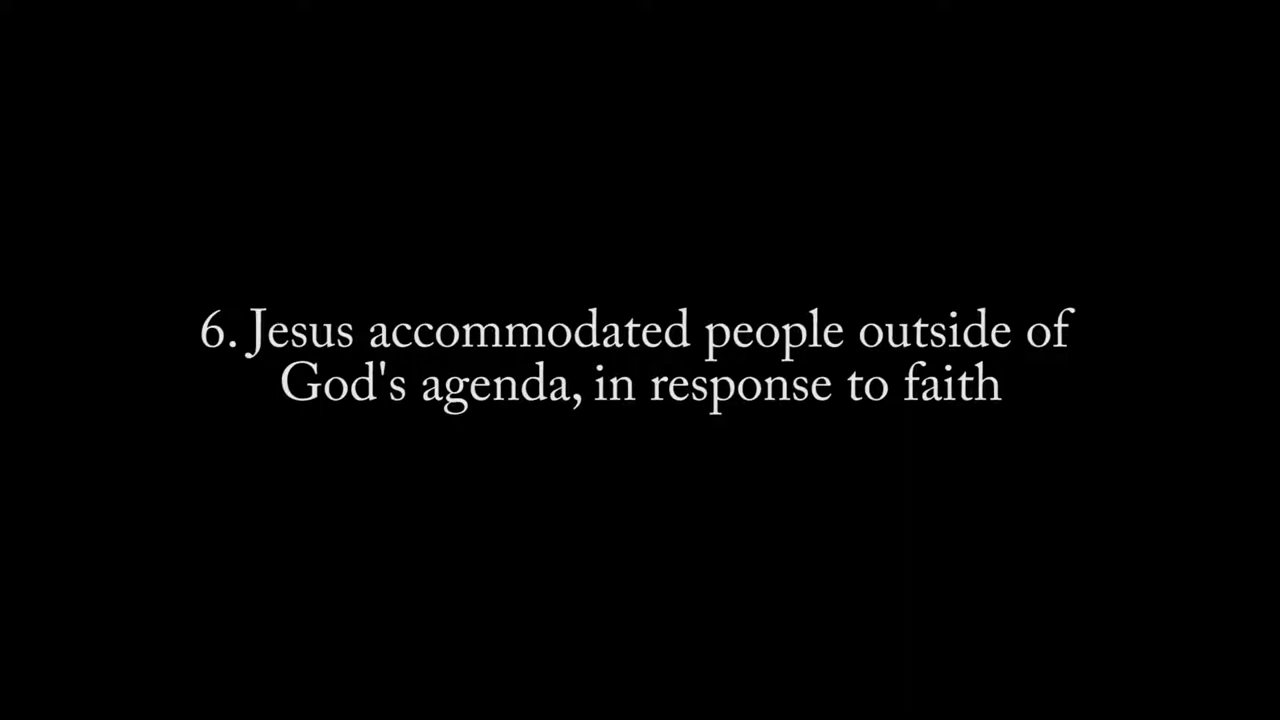 6. Jesus accommodated people outside of
God's agenda, in response to faith